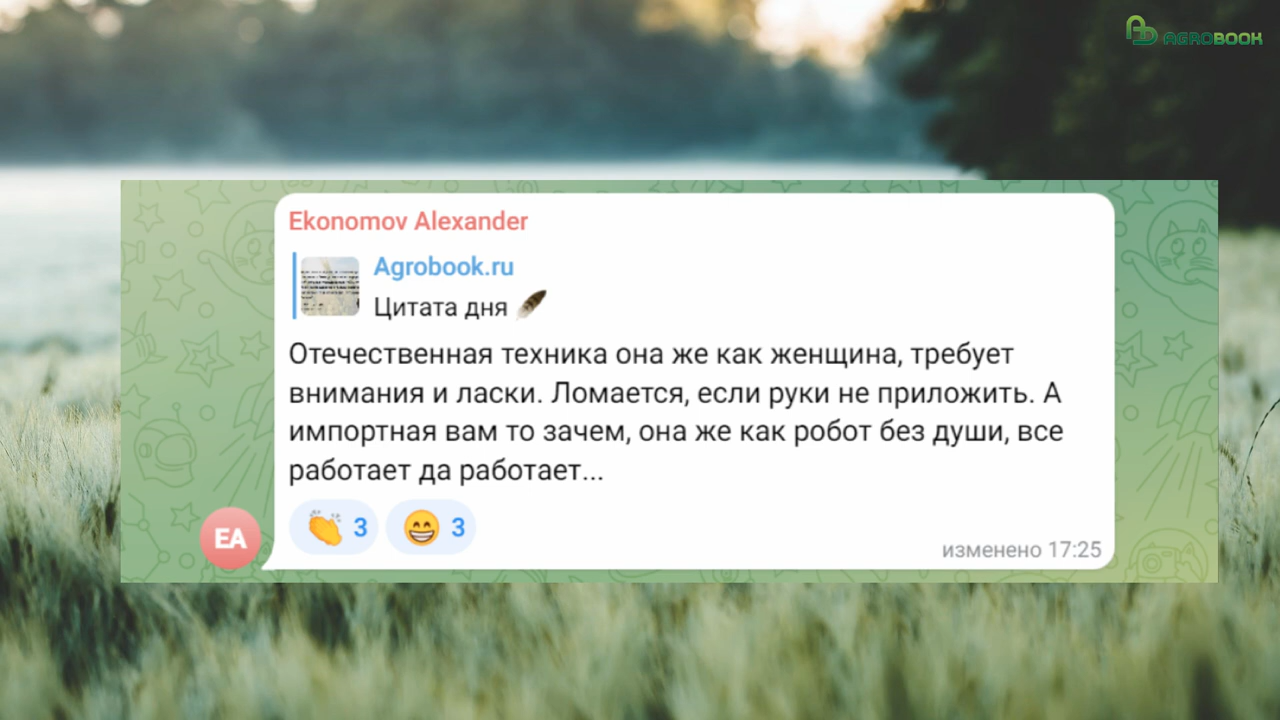 AGROBOOK
Ekonomov Alexander
Agrobook.ru
Цитата дня
Отечественная техника она же как женщина, требует
внимания и ласки. Ломается, если руки не приложить. А
импортная вам то зачем, она же как робот без души, все
работает да работает...
3 3
EA
изменено 17:25